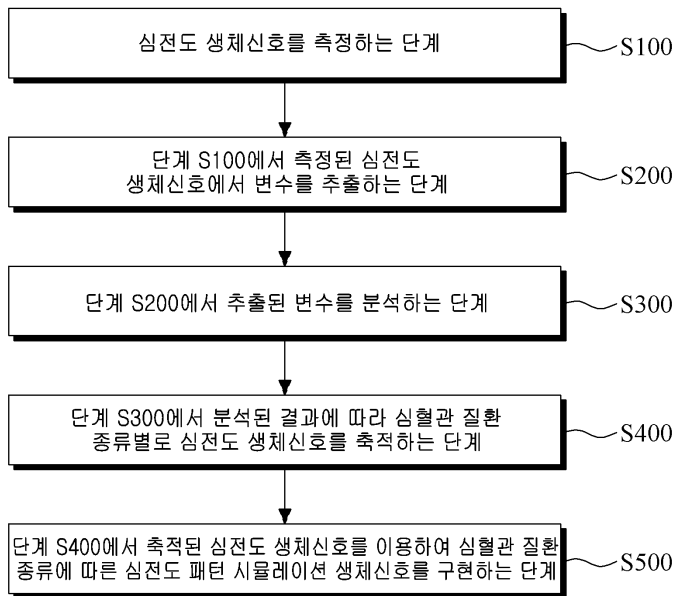 심전도 생체신호를 측정하는 단계
S100
단계 S100에서 측정된 심전도
생체신호에서 변수를 추출하는 단계
S200
단계 S200에서 추출된 변수를 분석하는 단계
S300
단계 S300에서 분석된 결과에 따라 심혈관 질환
종류별로 심전도 생체신호를 축적하는 단계
S400
단계 S400에서 축적된 심전도 생체신호를 이용하여 심혈관 질환
종류에 따른 심전도 패턴 시뮬레이션 생체신호를 구현하는 단계
S500